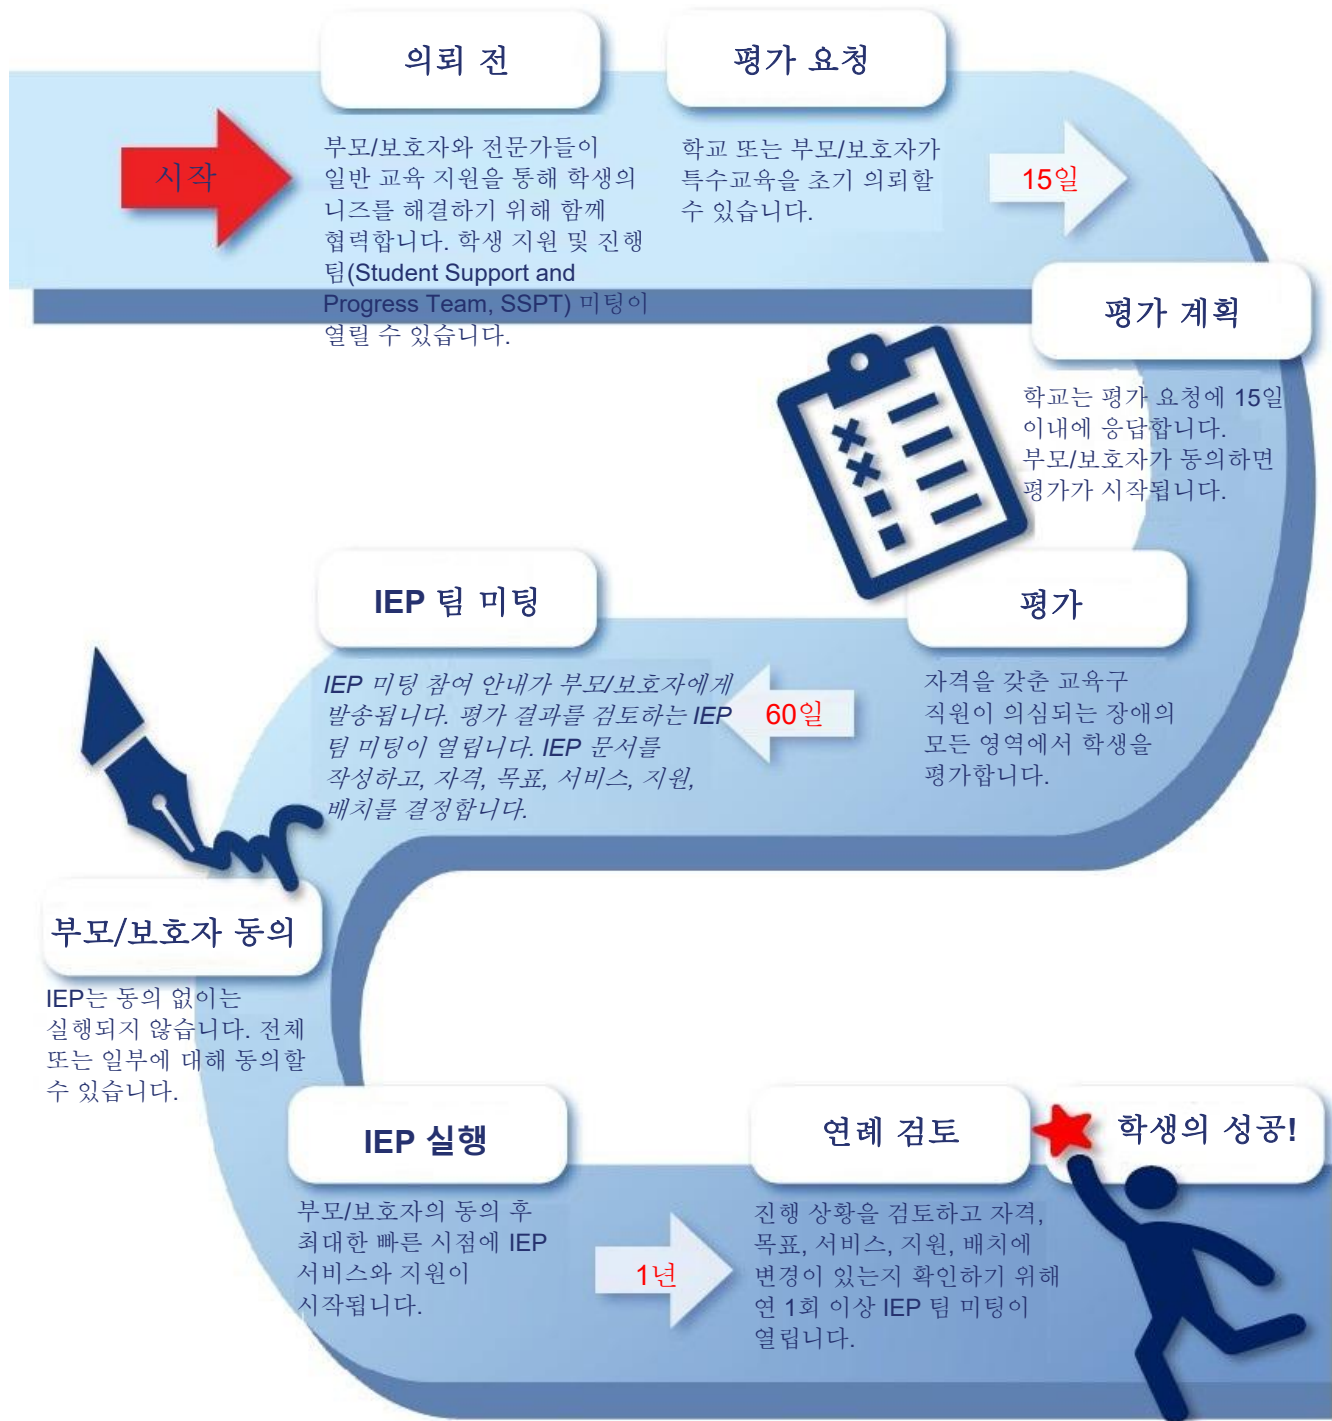 시작
의뢰 전
부모/보호자와 전문가들이
일반 교육 지원을 통해 학생의
니즈를 해결하기 위해 함께
협력합니다. 학생 지원 및 진행
팀(Student Support and
Progress Team, SSPT) 미팅이
열릴 수 있습니다.
평가 요청
학교 또는 부모/보호자가
특수교육을 초기 의뢰할
수 있습니다.
15일
평가 계획
학교는 평가 요청에 15일
이내에 응답합니다.
부모/보호자가 동의하면
평가가 시작됩니다.
평가
자격을 갖춘 교육구
직원이 의심되는 장애의
모든 영역에서 학생을
평가합니다.
60일
IEP 팀 미팅
IEP 미팅 참여 안내가 부모/보호자에게
발송됩니다. 평가 결과를 검토하는 IEP
팀 미팅이 열립니다. IEP 문서를
작성하고, 자격, 목표, 서비스, 지원,
배치를 결정합니다.
부모/보호자 동의
IEP는 동의 없이는
실행되지 않습니다. 전체
또는 일부에 대해 동의할
수 있습니다.
IEP 실행
부모/보호자의 동의 후
최대한 빠른 시점에 IEP
서비스와 지원이
시작됩니다.
1년
연례 검토
진행 상황을 검토하고 자격,
목표, 서비스, 지원, 배치에
변경이 있는지 확인하기 위해
연 1회 이상 IEP 팀 미팅이
열립니다.
학생의 성공!